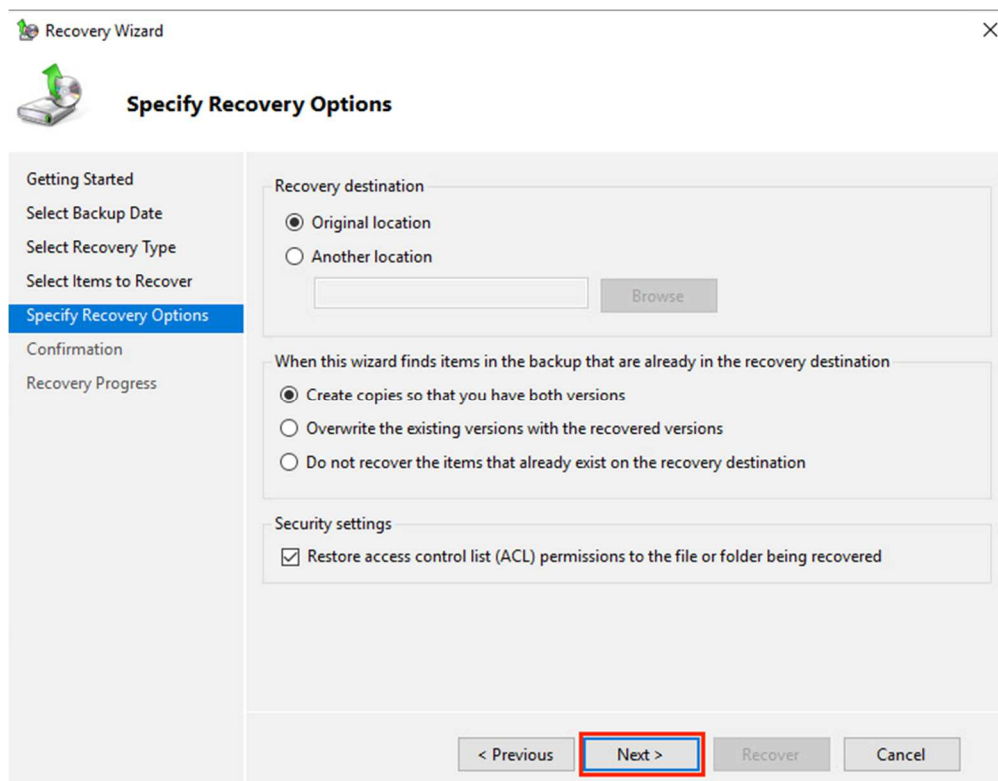 Recovery Wizard
Specify Recovery Options
Getting Started
Select Backup Date
Select Recovery Type
Select Items to Recover
Specify Recovery Options
Confirmation
Recovery Progress
Recovery destination
Original location
Another location
Browse
When this wizard finds items in the backup that are already in the recovery destination
Create copies so that you have both versions
Overwrite the existing versions with the recovered versions
Do not recover the items that already exist on the recovery destination
Security settings
Restore access control list (ACL) permissions to the file or folder being recovered
< Previous Next > Recover Cancel